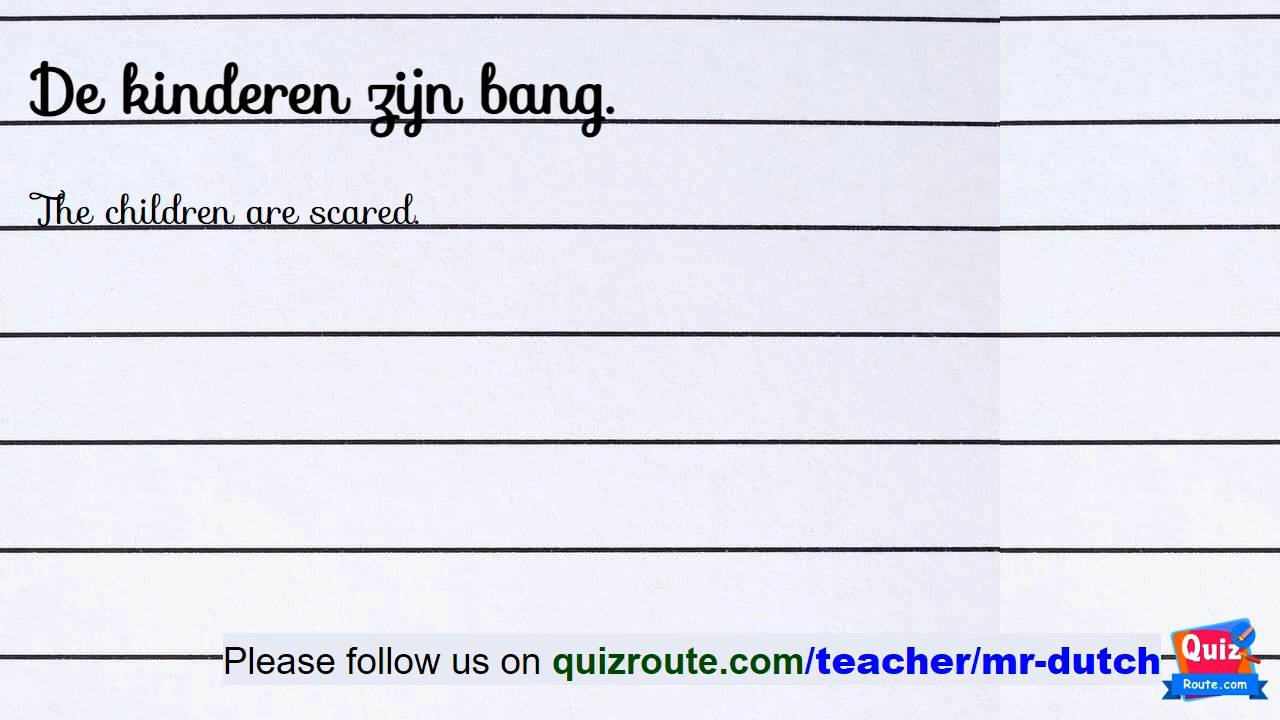 De kinderen zijn bang.
The children are scared.
Please follow us on quizroute.com/teacher/mr-dutch
Quiz
Route.com